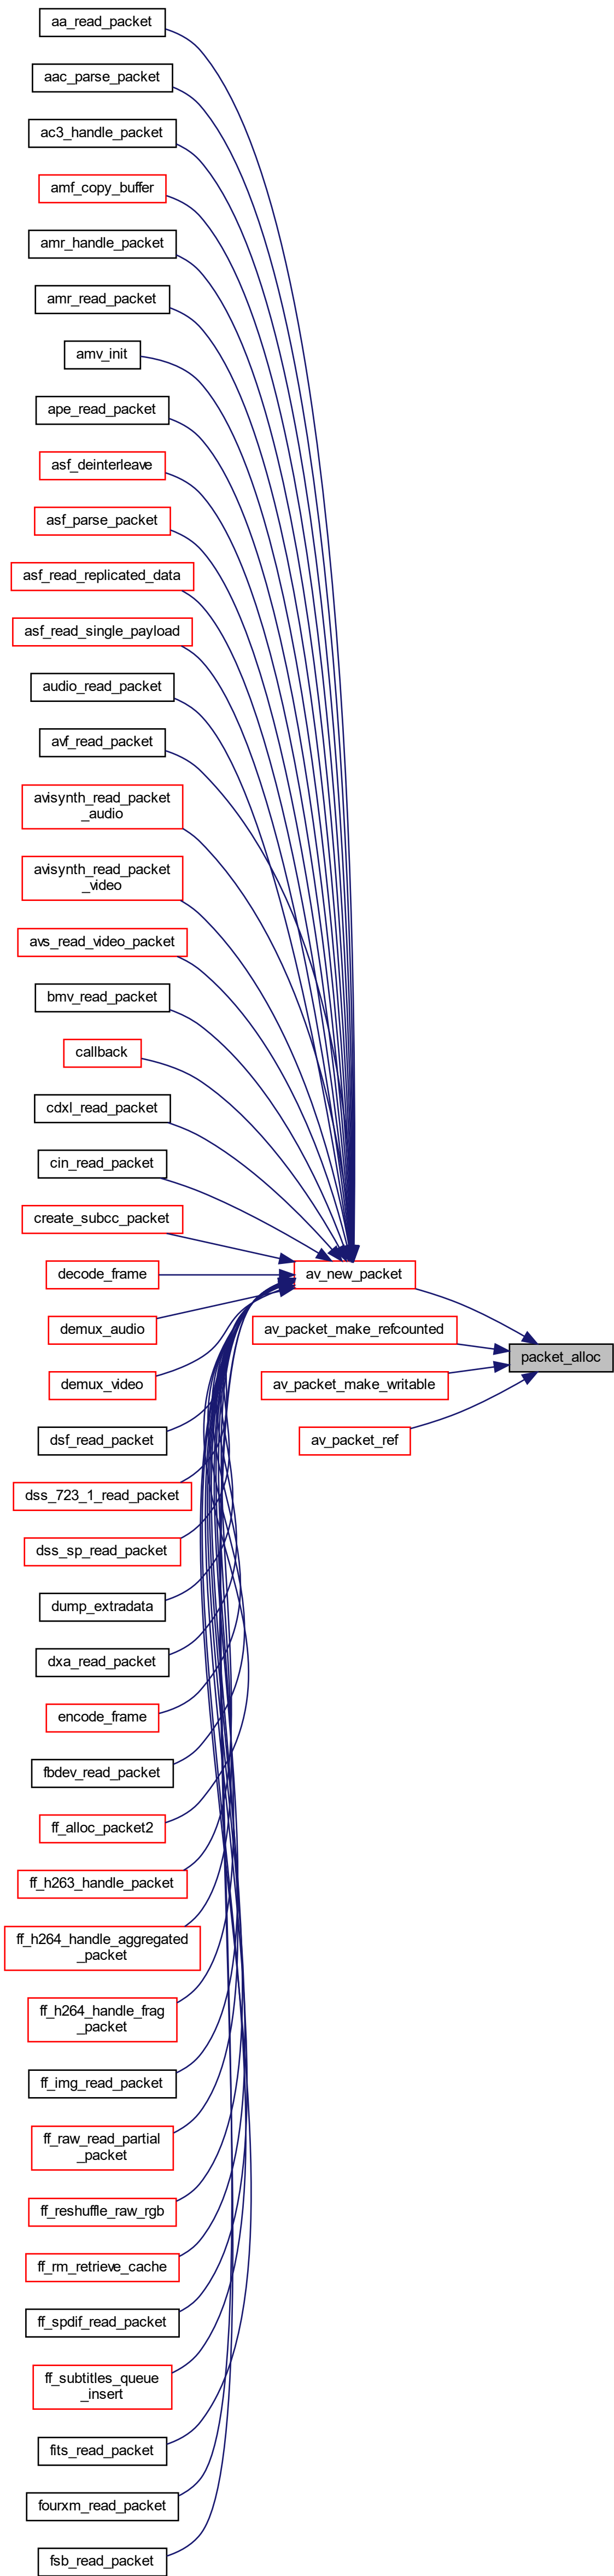 aa_read_packet
aac_parse_packet
ac3_handle_packet
amf_copy_buffer
amr_handle_packet
amr_read_packet
amv_init
ape_read_packet
asf_deinterleave
asf_parse_packet
asf_read_replicated_data
asf_read_single_payload
audio_read_packet
avf_read_packet
avisynth_read_packet
_audio
avisynth_read_packet
_video
avs_read_video_packet
bmv_read_packet
callback
cdxl_read_packet
cin_read_packet
create_subcc_packet
decode_frame
demux_audio
demux_video
dsf_read_packet
dss_723_1_read_packet
dss_sp_read_packet
dump_extradata
dxa_read_packet
encode_frame
fbdev_read_packet
ff_alloc_packet2
ff_h263_handle_packet
ff_h264_handle_aggregated
_packet
ff_h264_handle_frag
_packet
ff_img_read_packet
ff_raw_read_partial
_packet
ff_reshuffle_raw_rgb
ff_rm_retrieve_cache
ff_spdif_read_packet
ff_subtitles_queue
_insert
fits_read_packet
fourxm_read_packet
fsb_read_packet
av_new_packet
av_packet_make_refcounted
av_packet_make_writable
av_packet_ref
packet_alloc